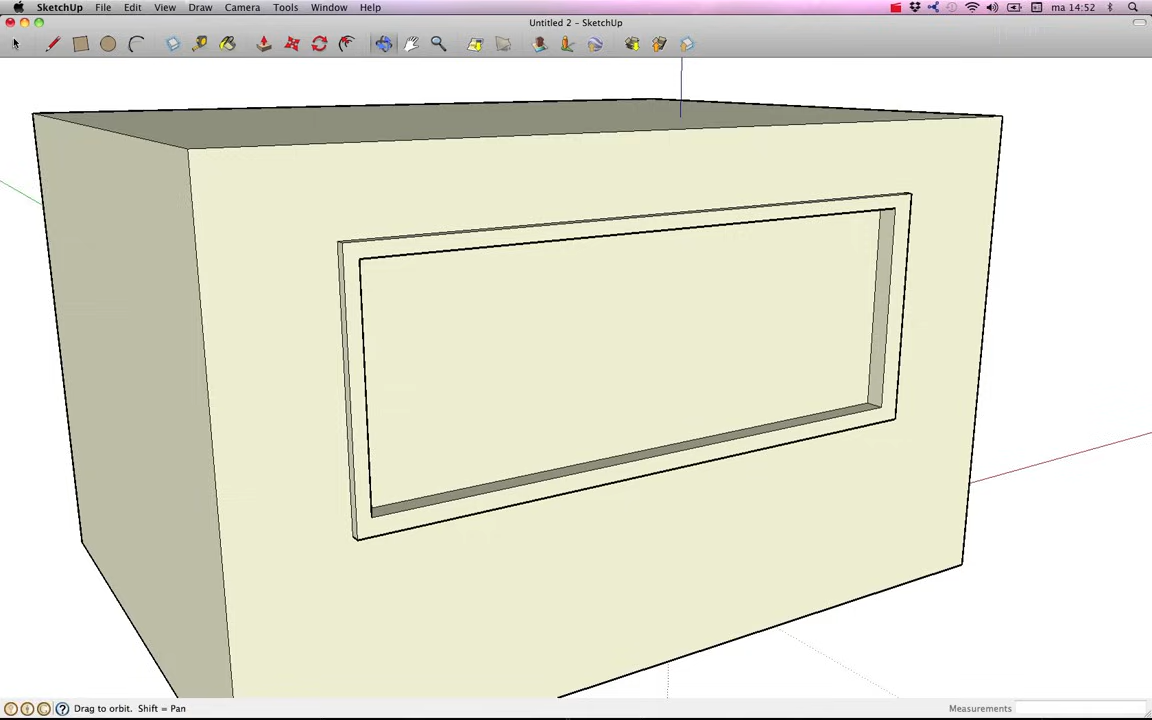 SketchUp File Edit View Draw Camera Tools Window Help ma 14:52
Untitled 2 - SketchUp
Drag to orbit. Shift = Pan Measurements